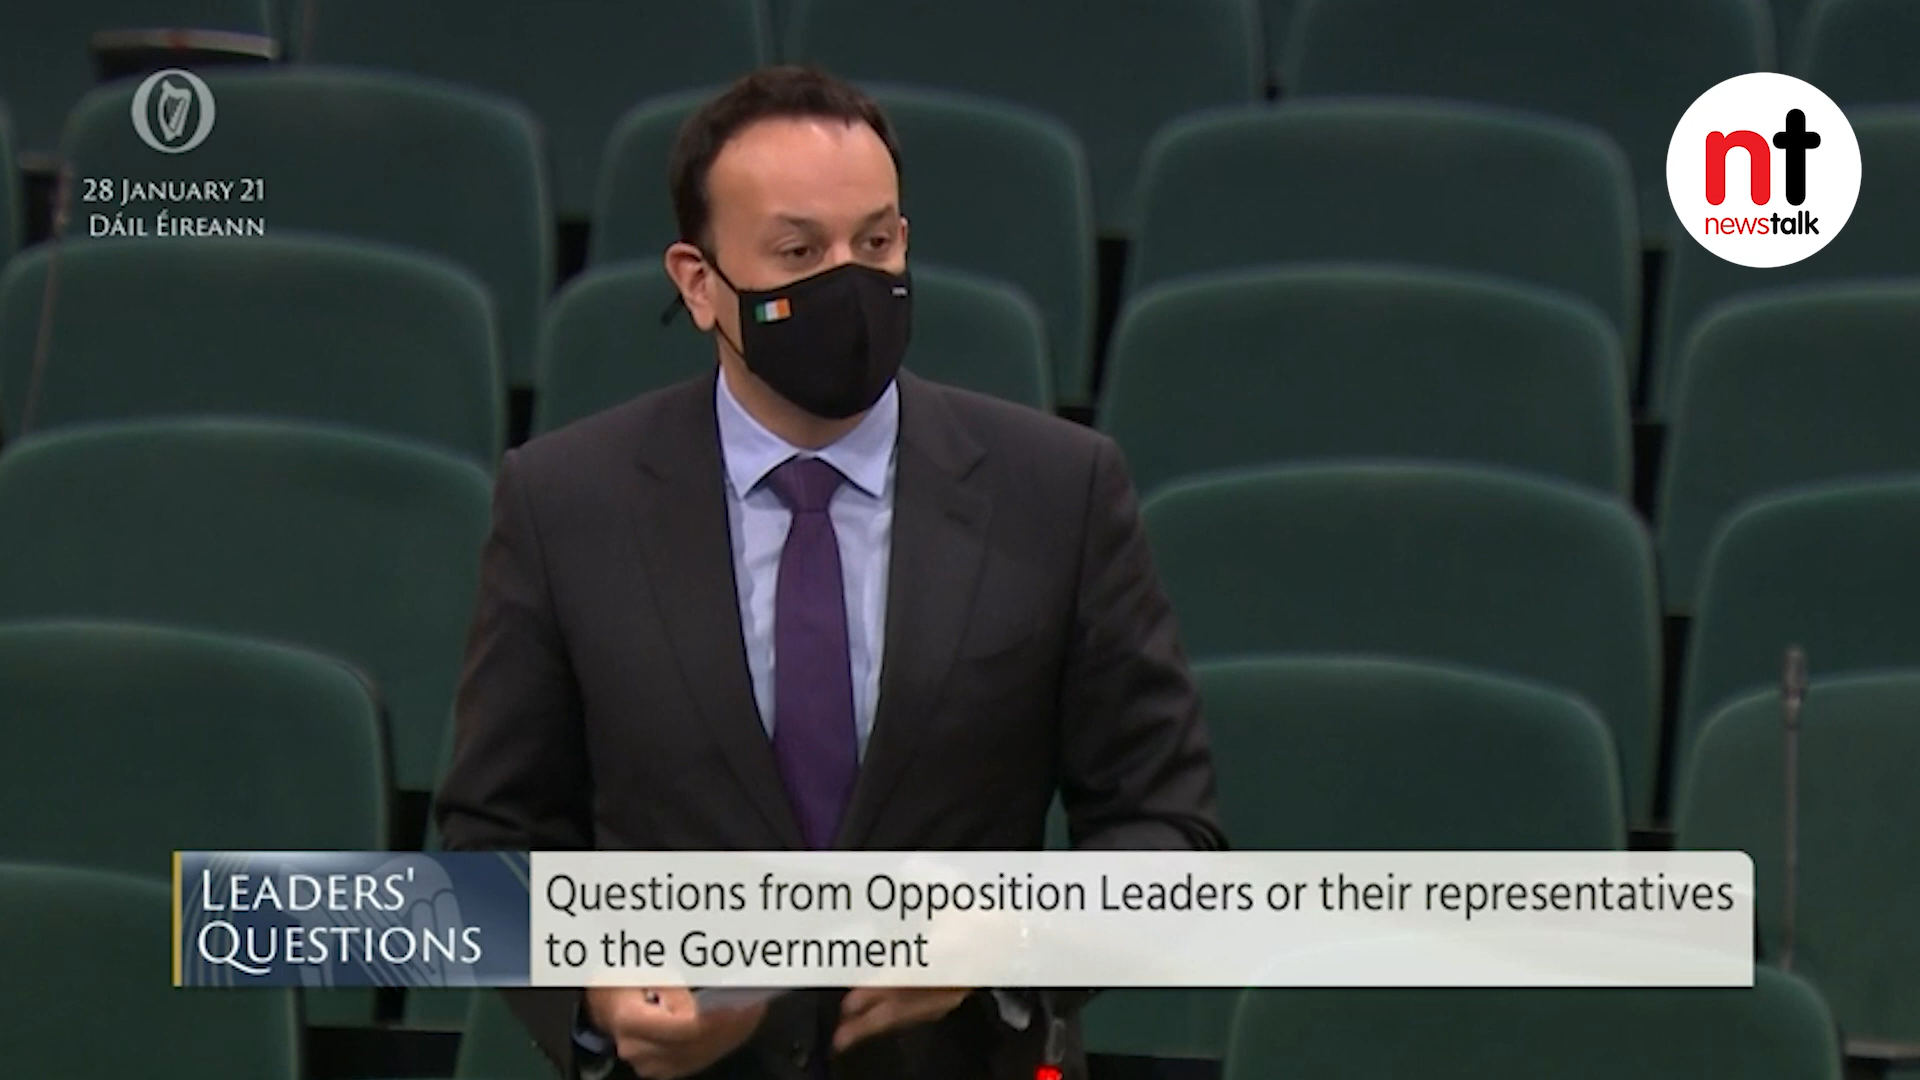 28 JANUARY 21
DÁIL ÉIREANN
nt
newstalk
LEADERS'
QUESTIONS
Questions from Opposition Leaders or their representatives
to the Government